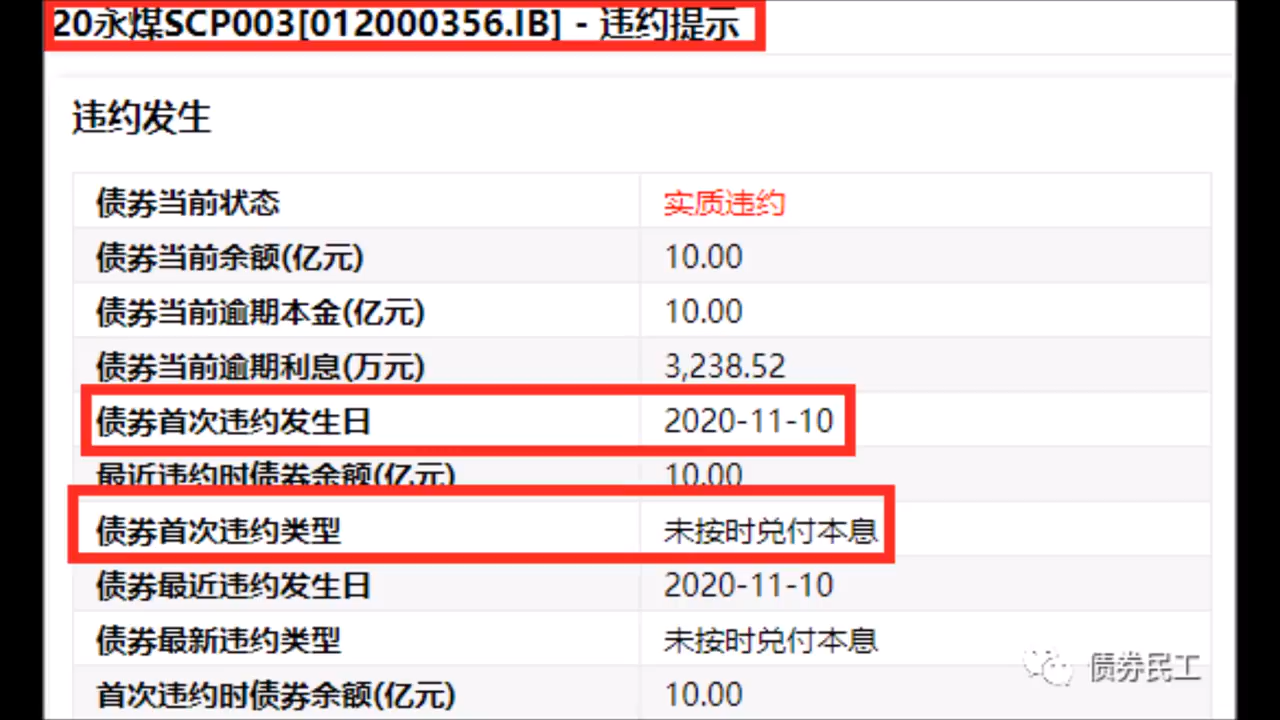 20永煤SCP003[012000356.IB] - 违约提示
违约发生
债券当前状态 实质违约
债券当前余额(亿元) 10.00
债券当前逾期本金(亿元) 10.00
债券当前逾期利息(万元) 3,238.52
债券首次违约发生日 2020-11-10
最近违约时债券余额(亿元) 10.00
债券首次违约类型 未按时兑付本息
债券最近违约发生日 2020-11-10
债券最新违约类型 未按时兑付本息
首次违约时债券余额(亿元) 10.00
债券民工